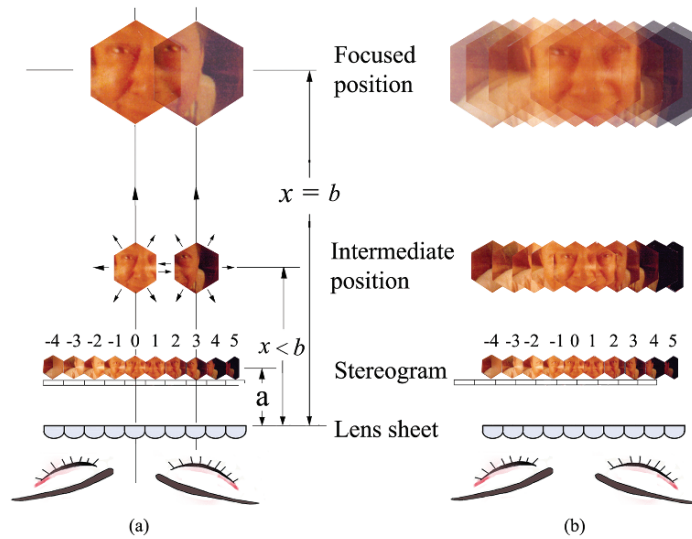 Focused
position
x = b
Intermediate
position
-4 -3 -2 -1 0 1 2 3 4 5
x < b
a
Stereogram
-4 -3 -2 -1 0 1 2 3 4 5
Lens sheet
(a)
(b)